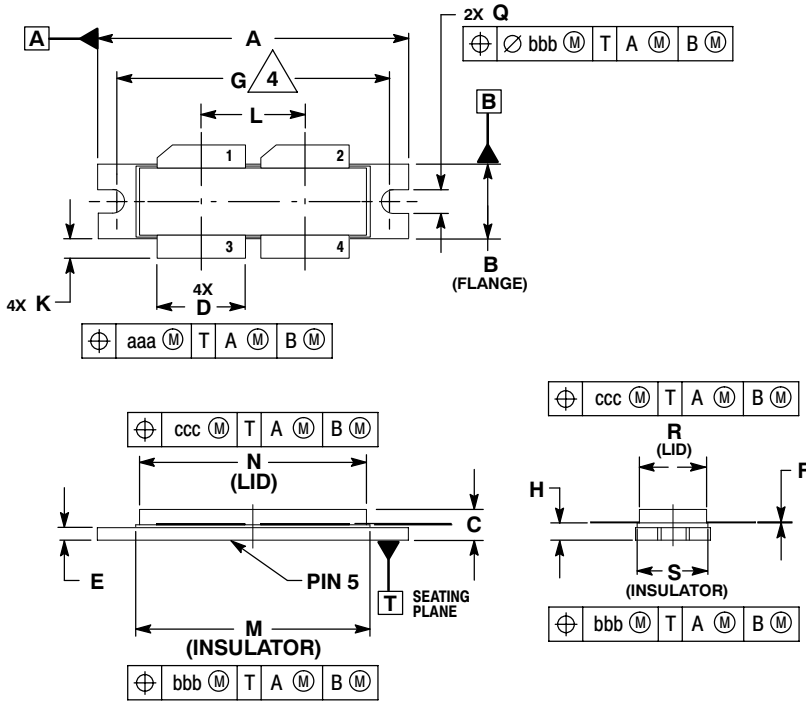 A
A
2X Q
⌖ ∅ bbb Ⓜ T A Ⓜ B Ⓜ
G 4
L
B
1 2
3 4
B
(FLANGE)
4X K
4X
D
⌖ aaa Ⓜ T A Ⓜ B Ⓜ
⌖ ccc Ⓜ T A Ⓜ B Ⓜ
N
(LID)
C
E
PIN 5
T SEATING
PLANE
M
(INSULATOR)
⌖ bbb Ⓜ T A Ⓜ B Ⓜ
⌖ ccc Ⓜ T A Ⓜ B Ⓜ
R
(LID)
H
F
S
(INSULATOR)
⌖ bbb Ⓜ T A Ⓜ B Ⓜ